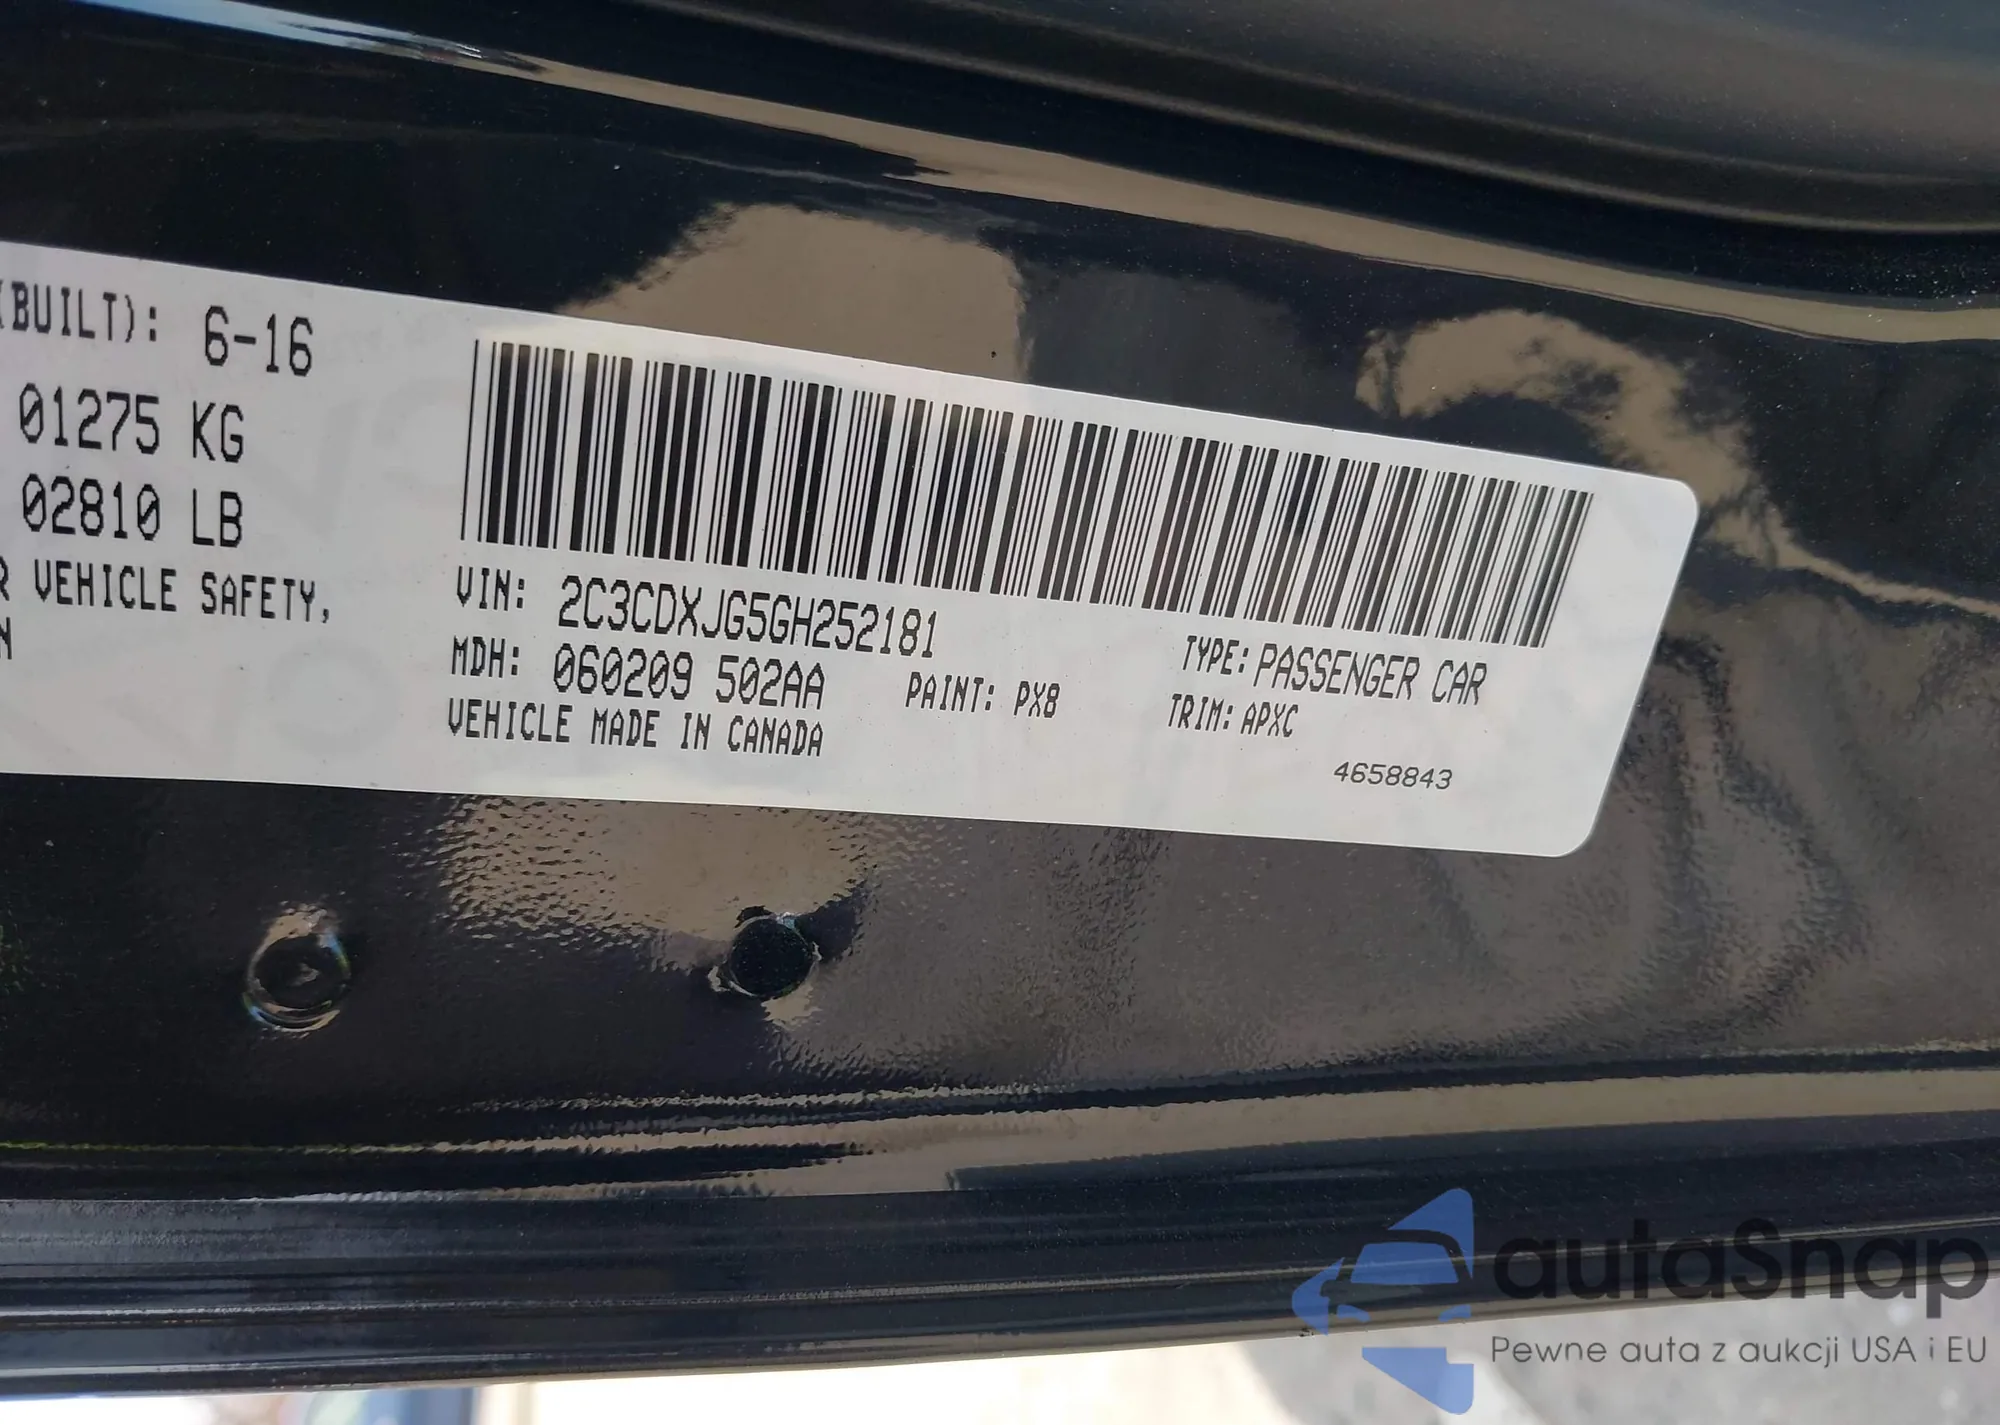 (BUILT): 6-16
01275 KG
02810 LB
R VEHICLE SAFETY,
N
VIN: 2C3CDXJG5GH252181
MDH: 060209 502AA
PAINT: PX8
VEHICLE MADE IN CANADA
TYPE: PASSENGER CAR
TRIM: APXC
4658843
autaSnap
Pewne auta z aukcji USA i EU